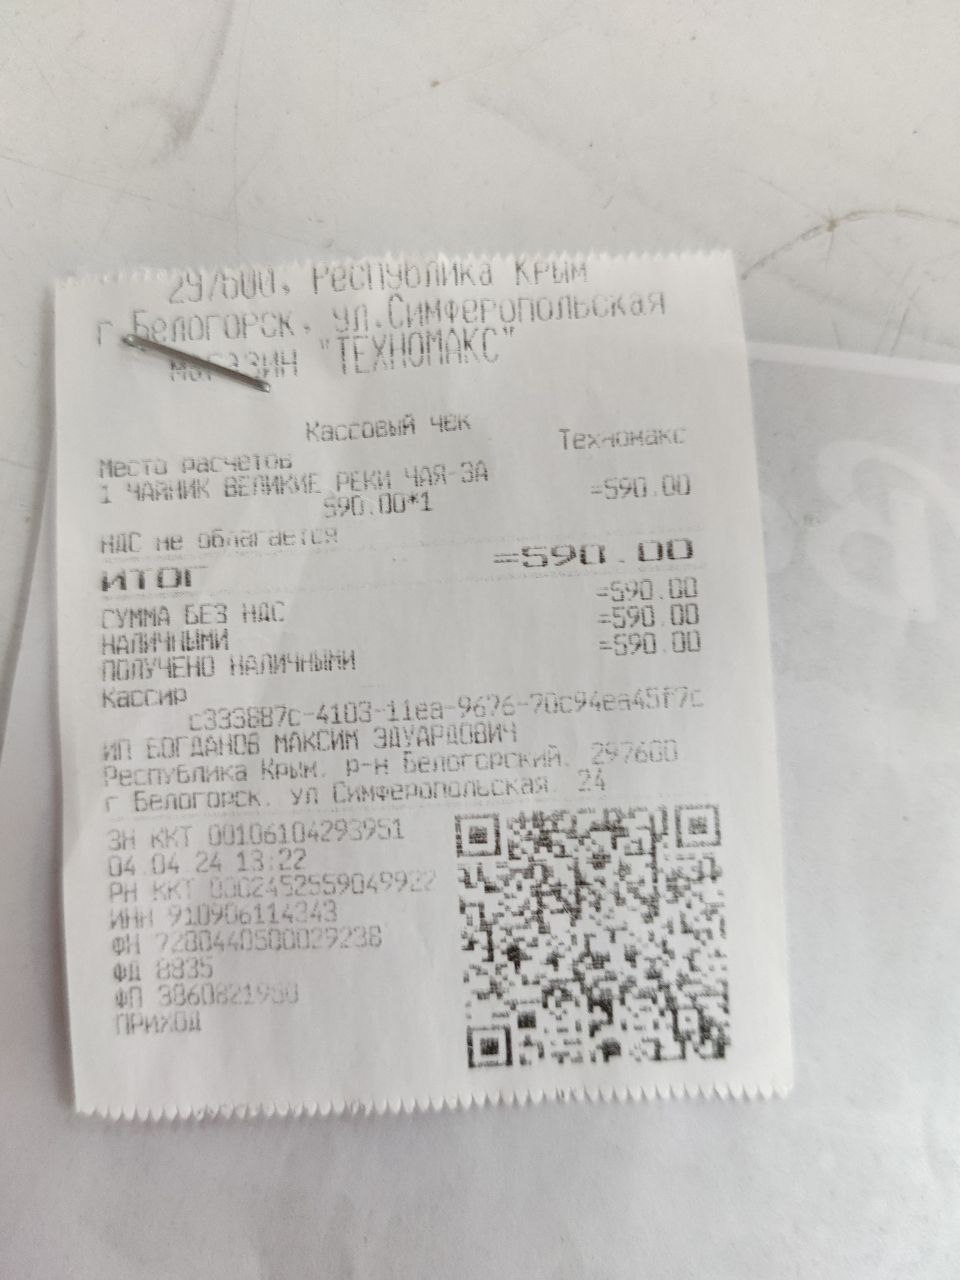 297600, Республика Крым
г Белогорск, ул.Симферопольская
магазин "ТЕХНОМАКС"
Кассовый чек
Место расчетов Техномакс
1 ЧАЙНИК ВЕЛИКИЕ РЕКИ ЧАЯ-3А
590.00*1 =590.00
НДС не облагается
ИТОГ =590.00
СУММА БЕЗ НДС =590.00
НАЛИЧНЫМИ =590.00
ПОЛУЧЕНО НАЛИЧНЫМИ =590.00
Кассир
c333887c-4103-11ea-9676-70c94ea45f7c
ИП БОГДАНОВ МАКСИМ ЭДУАРДОВИЧ
Республика Крым, р-н Белогорский, 297600
г Белогорск, ул Симферопольская, 24
ЗН ККТ 00106104293951
04.04.24 13:22
РН ККТ 0002452559049922
ИНН 910906114343
ФН 7280440500029238
ФД 8835
ФП 3860821950
ПРИХОД